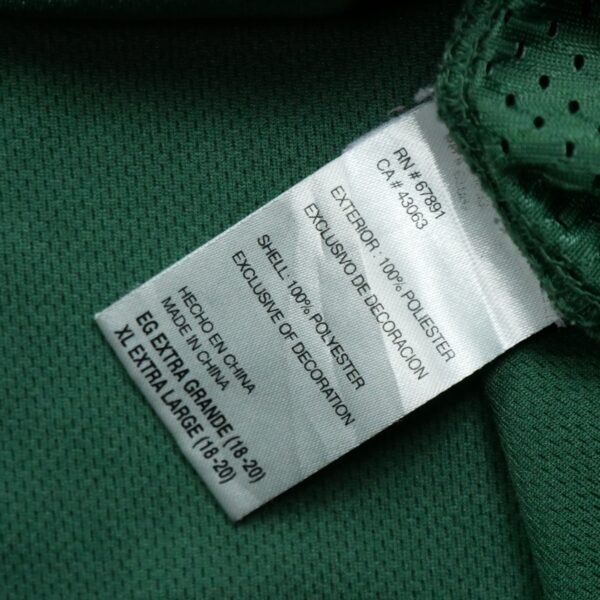 RN # 67891
CA # 43063
EXTERIOR : 100% POLIESTER
EXCLUSIVO DE DECORACION
SHELL: 100% POLYESTER
EXCLUSIVE OF DECORATION
HECHO EN CHINA
MADE IN CHINA
EG EXTRA GRANDE (18-20)
XL EXTRA LARGE (18-20)